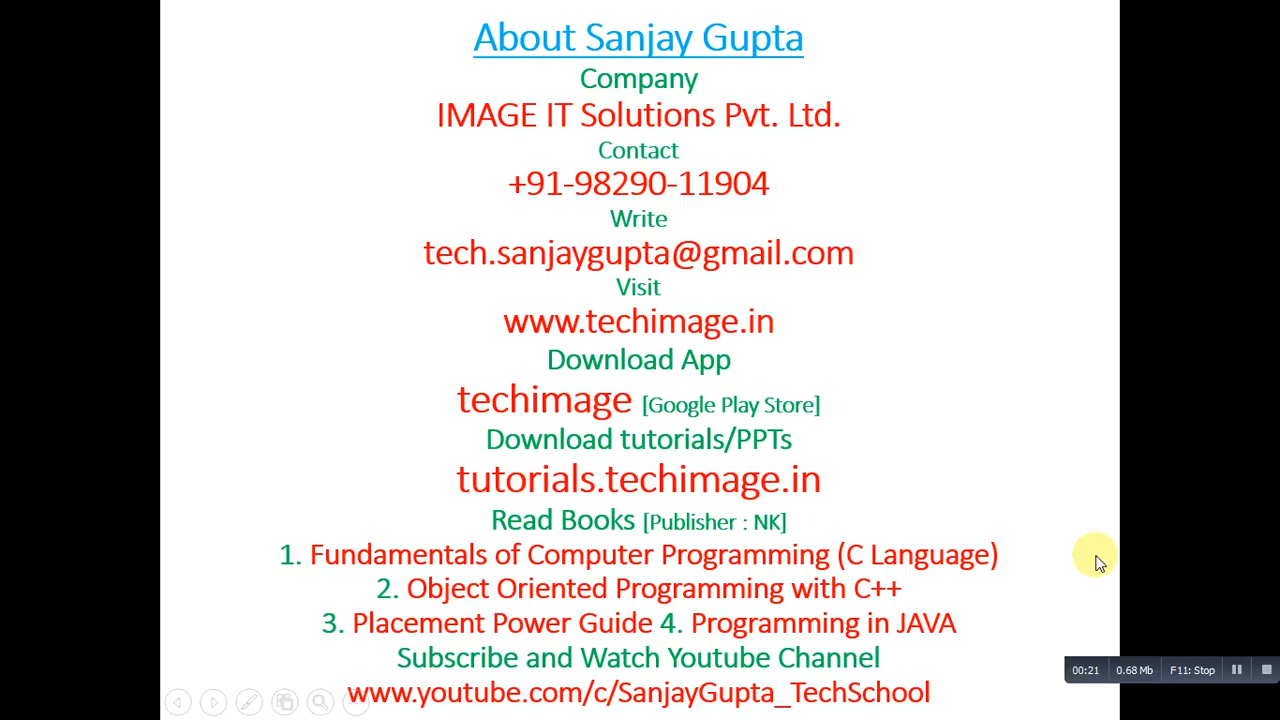 About Sanjay Gupta
Company
IMAGE IT Solutions Pvt. Ltd.
Contact
+91-98290-11904
Write
tech.sanjaygupta@gmail.com
Visit
www.techimage.in
Download App
techimage [Google Play Store]
Download tutorials/PPTs
tutorials.techimage.in
Read Books [Publisher : NK]
1. Fundamentals of Computer Programming (C Language)
2. Object Oriented Programming with C++
3. Placement Power Guide 4. Programming in JAVA
Subscribe and Watch Youtube Channel
www.youtube.com/c/SanjayGupta_TechSchool
00:21 0.68 Mb F11: Stop